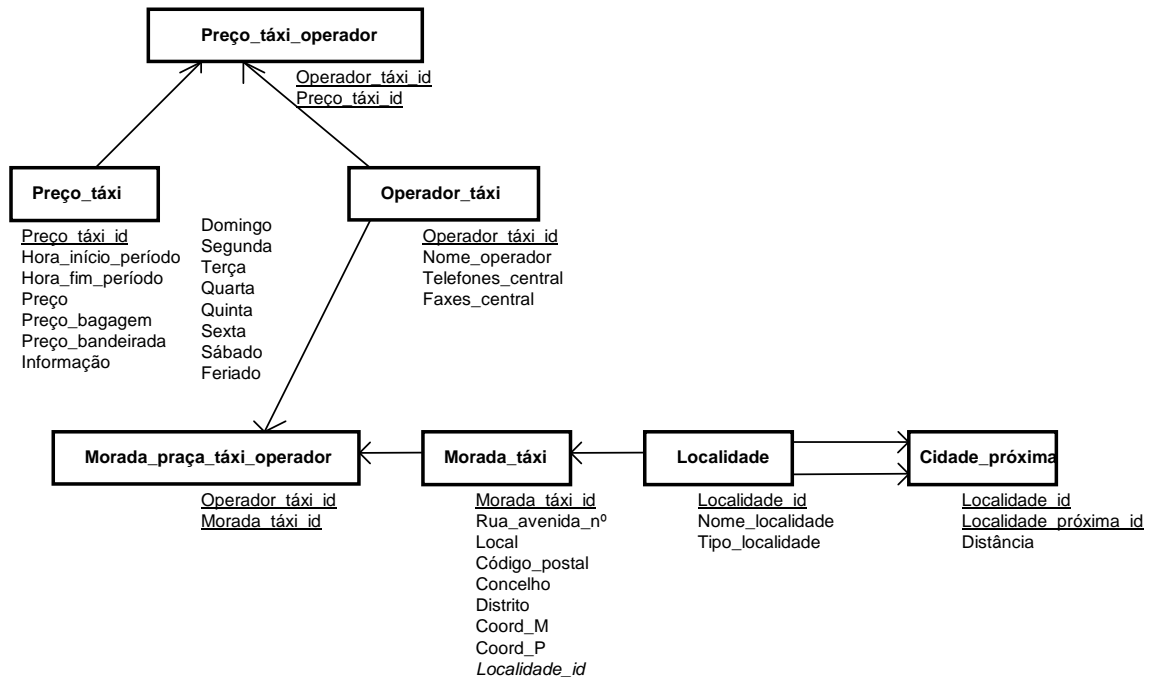 Preço_táxi_operador
Operador_táxi_id
Preço_táxi_id
Preço_táxi
Preço_táxi_id
Hora_início_período
Hora_fim_período
Preço
Preço_bagagem
Preço_bandeirada
Informação
Domingo
Segunda
Terça
Quarta
Quinta
Sexta
Sábado
Feriado
Operador_táxi
Operador_táxi_id
Nome_operador
Telefones_central
Faxes_central
Morada_praça_táxi_operador
Operador_táxi_id
Morada_táxi_id
Morada_táxi
Morada_táxi_id
Rua_avenida_nº
Local
Código_postal
Concelho
Distrito
Coord_M
Coord_P
Localidade_id
Localidade
Localidade_id
Nome_localidade
Tipo_localidade
Cidade_próxima
Localidade_id
Localidade_próxima_id
Distância